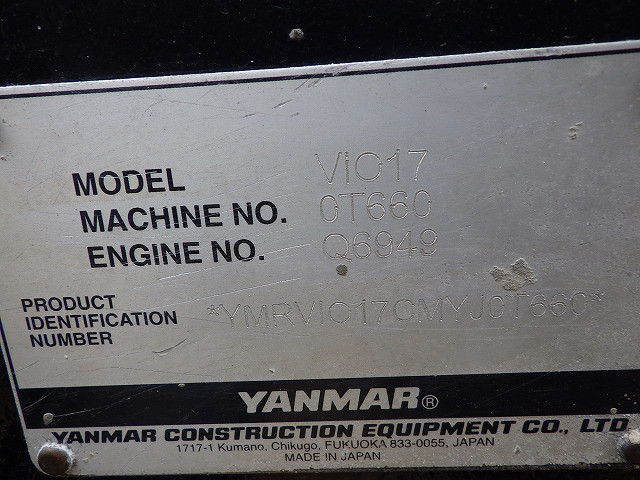 MODEL VIO17
MACHINE NO. 0T660
ENGINE NO. Q6949
PRODUCT
IDENTIFICATION
NUMBER
*YMRVIO17CMYJ0T660*
YANMAR®
YANMAR CONSTRUCTION EQUIPMENT CO., LTD
1717-1 Kumano, Chikugo, FUKUOKA 833-0055, JAPAN
MADE IN JAPAN